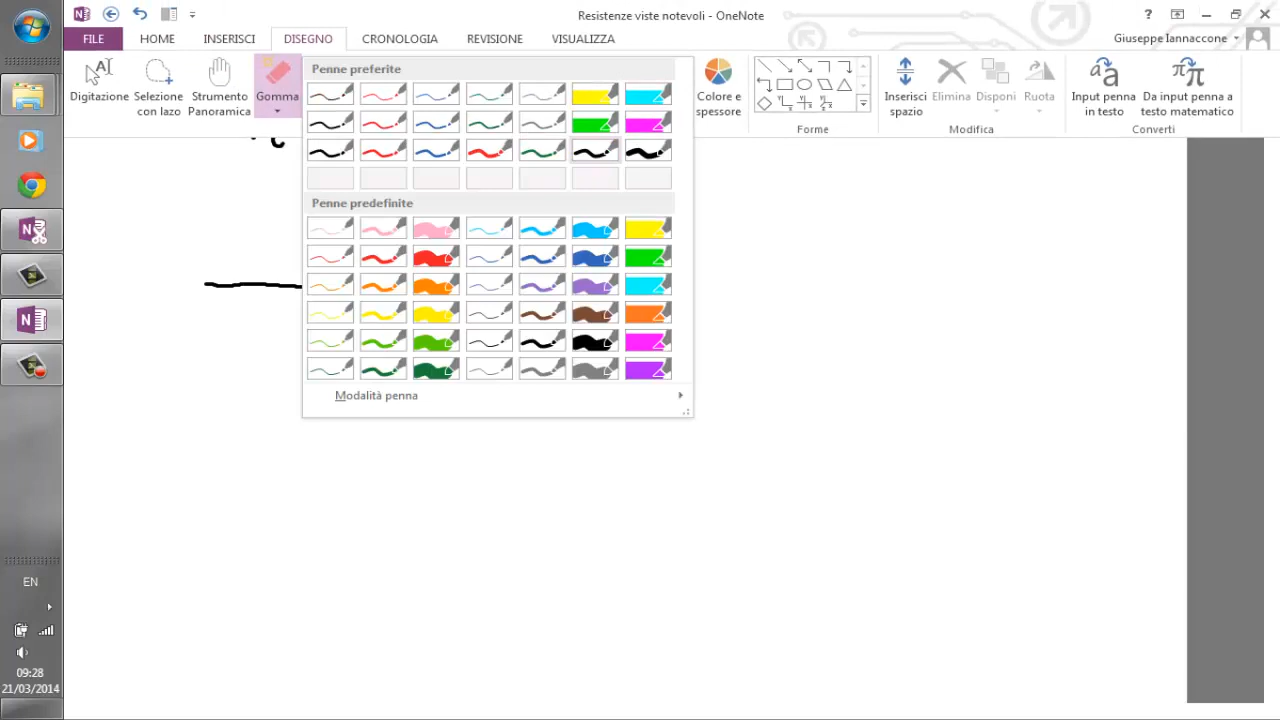 Resistenze viste notevoli - OneNote
?
FILE HOME INSERISCI DISEGNO CRONOLOGIA REVISIONE VISUALIZZA
Giuseppe Iannaccone
Digitazione
Selezione con lazo
Strumento Panoramica
Gomma
Penne preferite
Penne predefinite
Modalità penna
Colore e spessore
Forme
Inserisci spazio
Elimina
Disponi
Ruota
Modifica
Input penna in testo
Da input penna a testo matematico
Converti
EN
09:28
21/03/2014